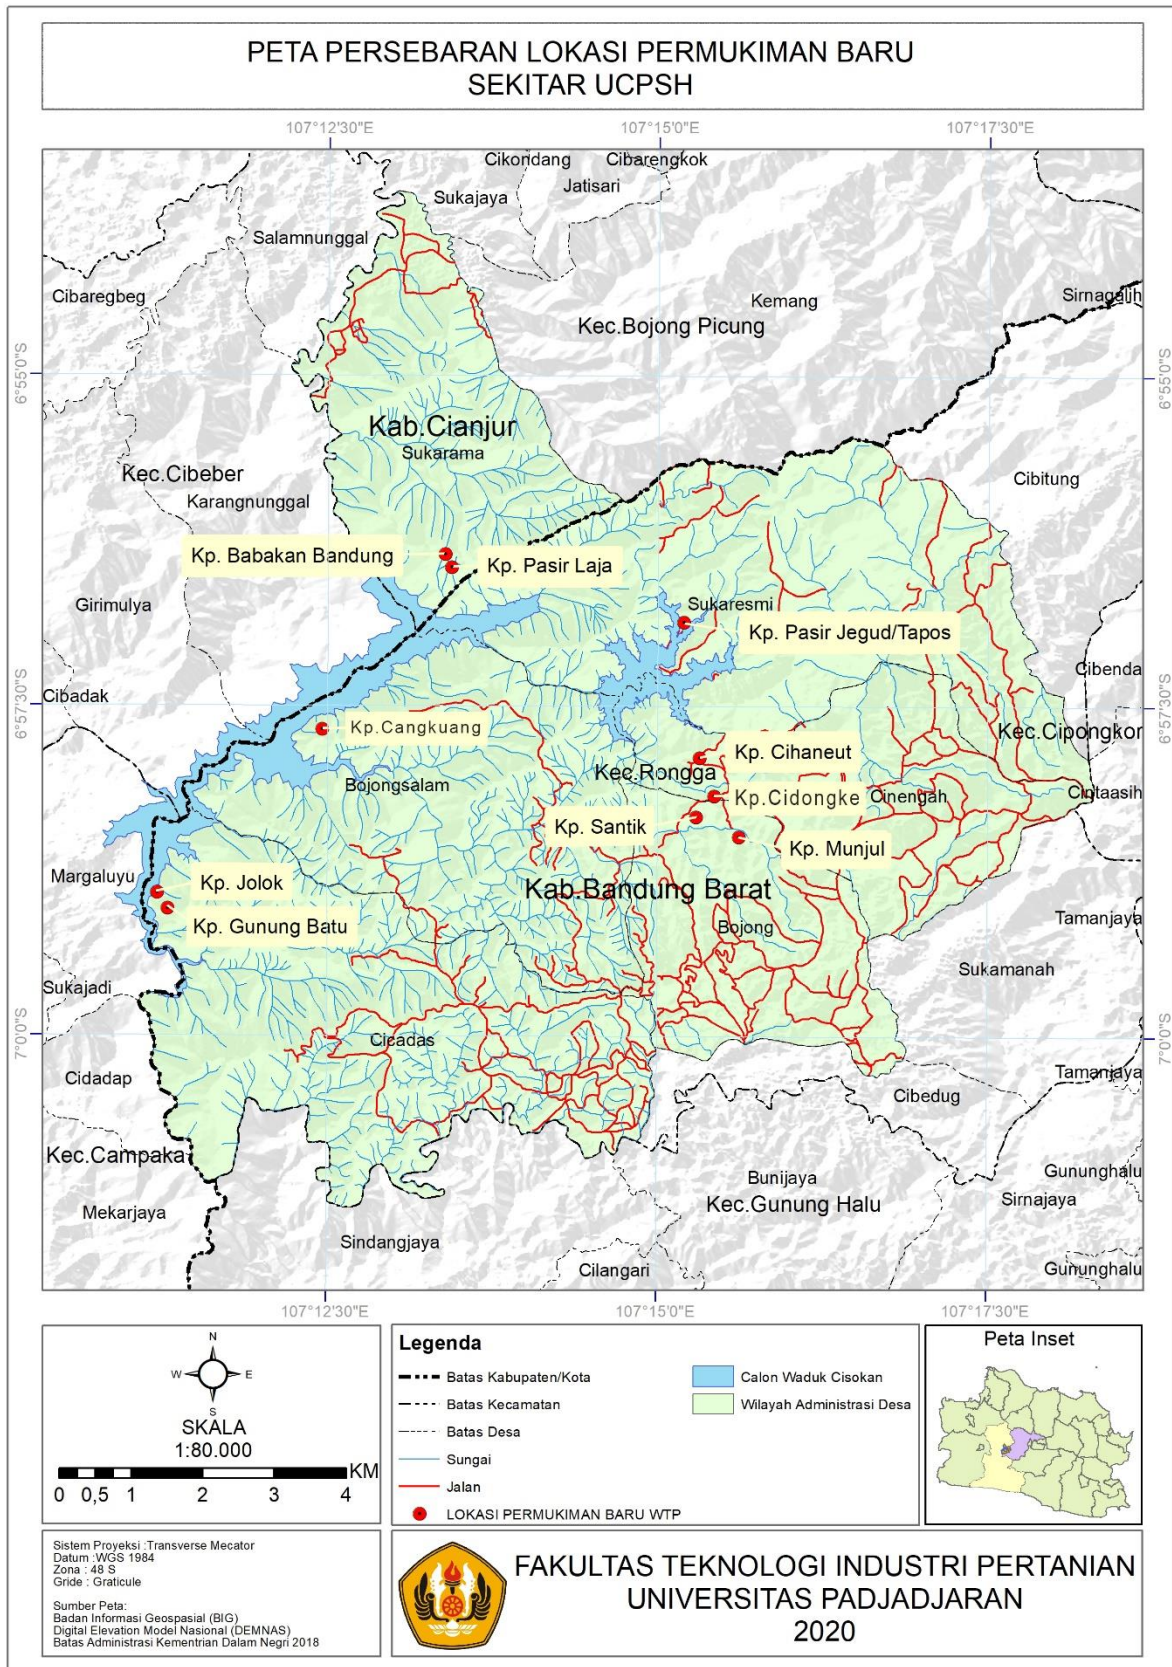 PETA PERSEBARAN LOKASI PERMUKIMAN BARU
SEKITAR UCPSH
107°12'30"E
107°15'0"E
107°17'30"E
Cikondang
Cibarengkok
Jatisari
Sukajaya
Salamnunggal
Cibaregbeg
Kemang
Sirnagalih
Kec.Bojong Picung
6°55'0"S
6°55'0"S
Kab.Cianjur
Sukarama
Kec.Cibeber
Karangnunggal
Cibitung
Kp. Babakan Bandung
Kp. Pasir Laja
Girimulya
Sukaresmi
Kp. Pasir Jegud/Tapos
Cibenda
Cibadak
6°57'30"S
6°57'30"S
Kp.Cangkuang
Kec.Cipongkor
Kp. Cihaneut
Kec.Rongga
Bojongsalam
Kp.Cidongke
Cinengah
Cintaasih
Kp. Santik
Kp. Munjul
Margaluyu
Kp. Jolok
Kab.Bandung Barat
Kp. Gunung Batu
Bojong
Tamanjaya
Sukajadi
Sukamanah
7°0'0"S
7°0'0"S
Cicadas
Cidadap
Tamanjaya
Cibedug
Kec.Campaka
Bunijaya
Gununghalu
Kec.Gunung Halu
Sirnajaya
Mekarjaya
Sindangjaya
Cilangari
Gununghalu
107°12'30"E
107°15'0"E
107°17'30"E
N
W
E
S
SKALA
1:80.000
KM
0 0,5 1 2 3 4
Legenda
Batas Kabupaten/Kota
Batas Kecamatan
Batas Desa
Sungai
Jalan
LOKASI PERMUKIMAN BARU WTP
Calon Waduk Cisokan
Wilayah Administrasi Desa
Peta Inset
Sistem Proyeksi :Transverse Mecator
Datum :WGS 1984
Zona : 48 S
Gride : Graticule
Sumber Peta:
Badan Informasi Geospasial (BIG)
Digital Elevation Model Nasional (DEMNAS)
Batas Administrasi Kementrian Dalam Negri 2018
FAKULTAS TEKNOLOGI INDUSTRI PERTANIAN
UNIVERSITAS PADJADJARAN
2020